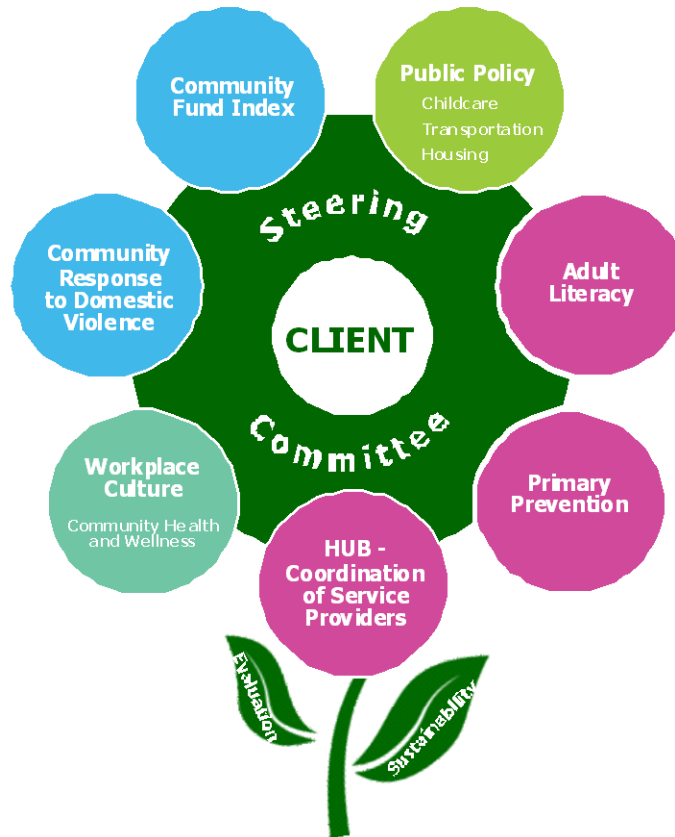 Community
Fund Index
Public Policy
Childcare
Transportation
Housing
Steering
Community
Response
to Domestic
Violence
Adult
Literacy
CLIENT
Committee
Workplace
Culture
Community Health
and Wellness
Primary
Prevention
HUB -
Coordination
of Service
Providers
Evaluation
Sustainability